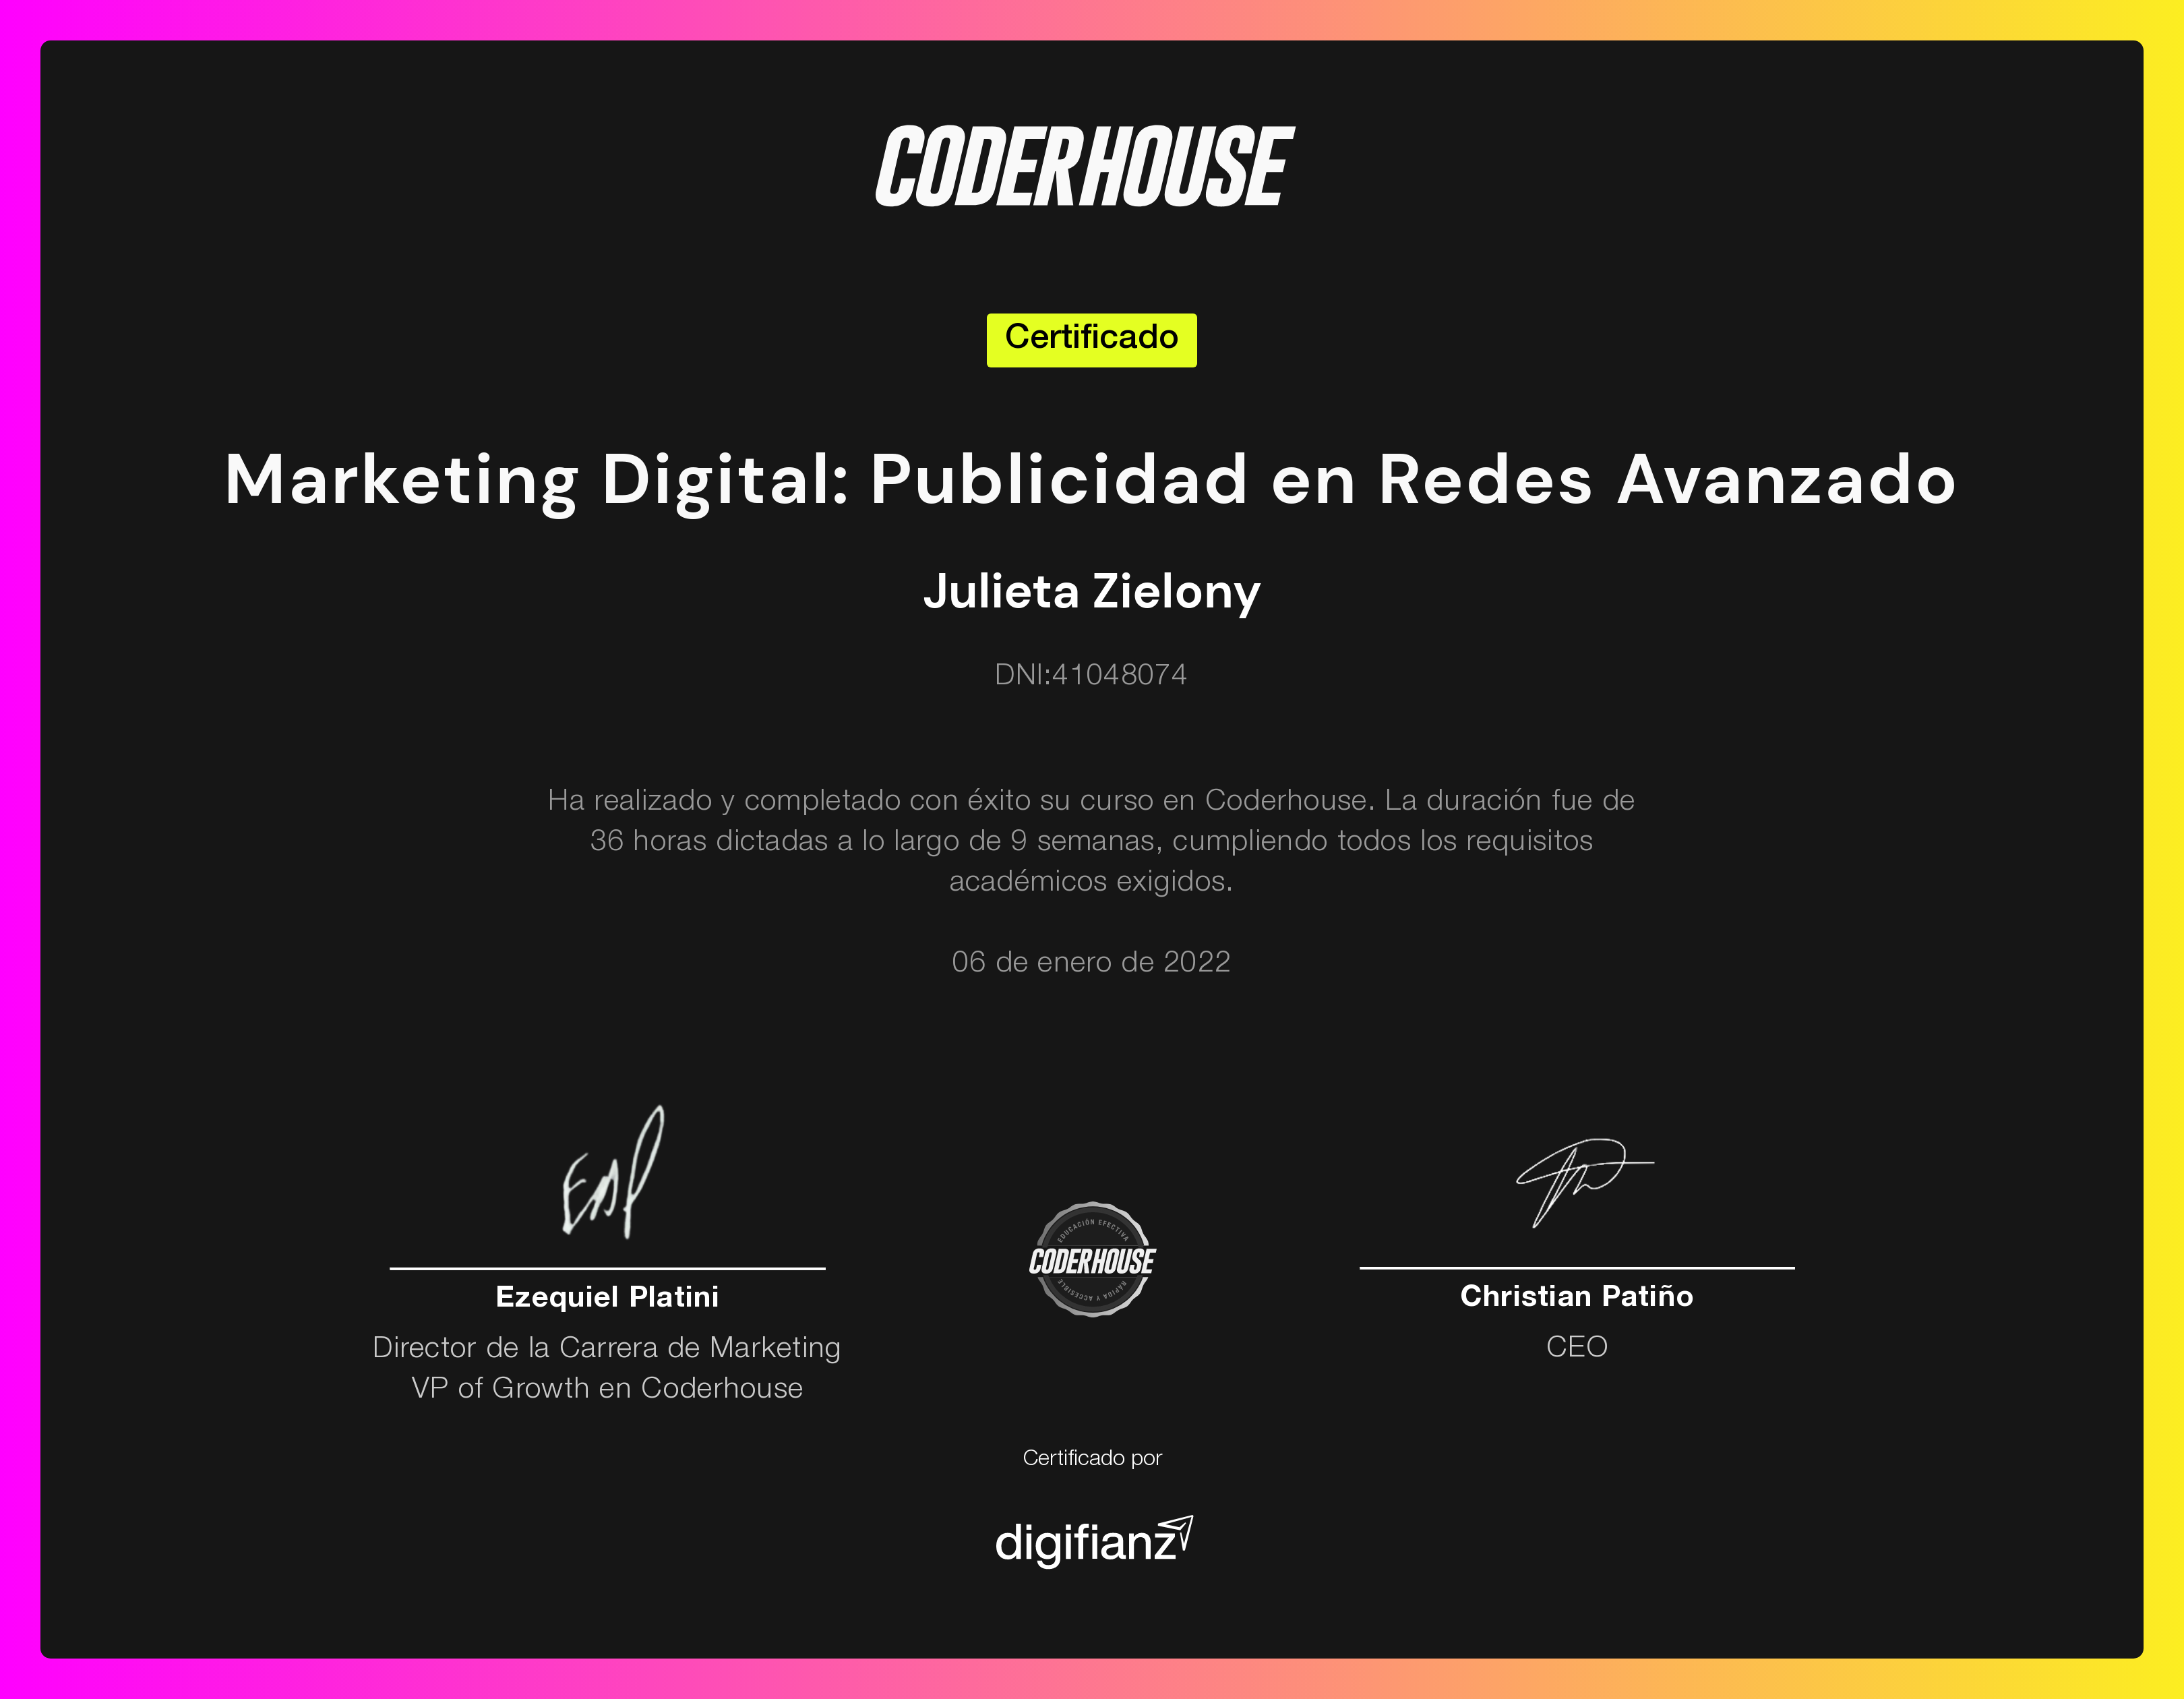 CODERHOUSE
Certificado
Marketing Digital: Publicidad en Redes Avanzado
Julieta Zielony
DNI:41048074
Ha realizado y completado con éxito su curso en Coderhouse. La duración fue de
36 horas dictadas a lo largo de 9 semanas, cumpliendo todos los requisitos
académicos exigidos.
06 de enero de 2022
EDUCACIÓN EFECTIVA
CODERHOUSE
RÁPIDA Y ACCESIBLE
Ezequiel Platini
Director de la Carrera de Marketing
VP of Growth en Coderhouse
Christian Patiño
CEO
Certificado por
digifianz